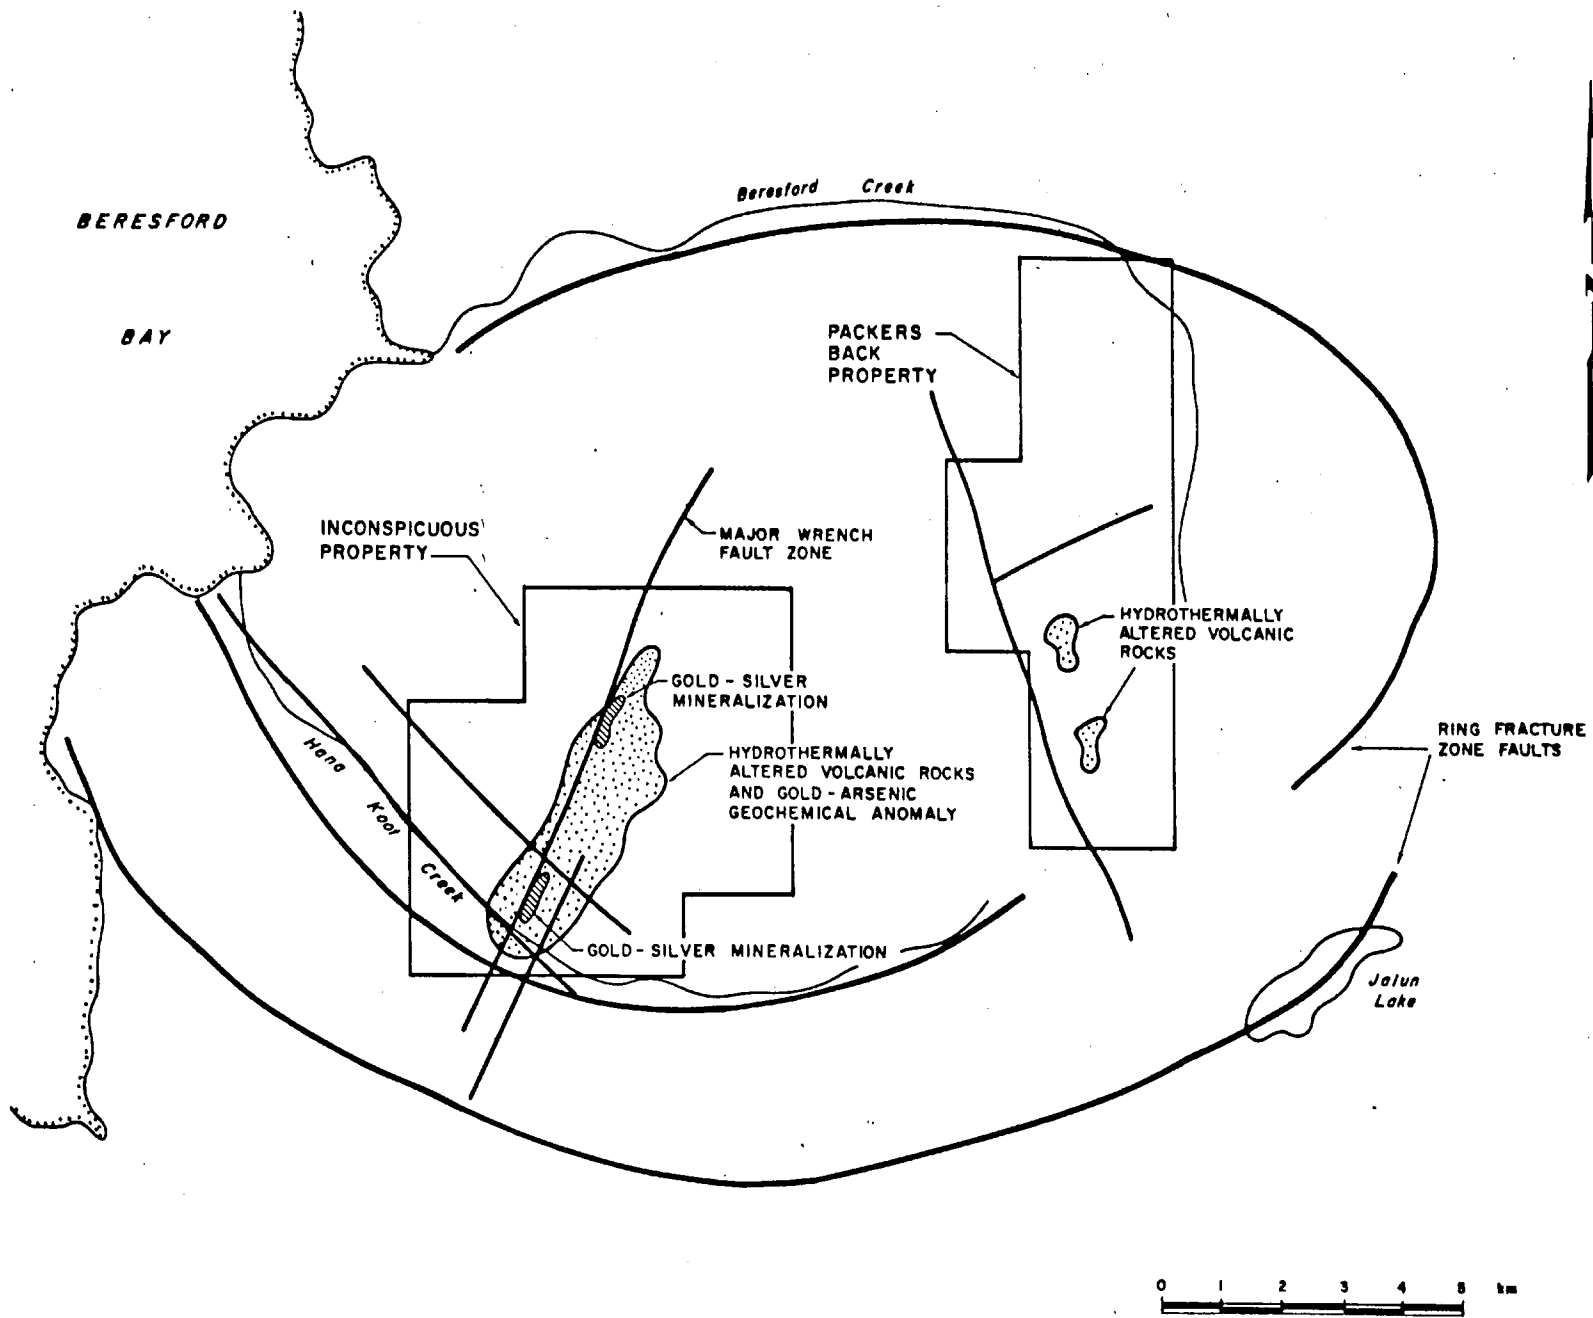 Beresford Creek
BERESFORD
BAY
PACKERS
BACK
PROPERTY
INCONSPICUOUS
PROPERTY
MAJOR WRENCH
FAULT ZONE
HYDROTHERMALLY
ALTERED VOLCANIC
ROCKS
GOLD-SILVER
MINERALIZATION
HYDROTHERMALLY
ALTERED VOLCANIC ROCKS
AND GOLD-ARSENIC
GEOCHEMICAL ANOMALY
RING FRACTURE
ZONE FAULTS
Hana
Koot
Creek
GOLD-SILVER MINERALIZATION
Jalun
Lake
0 1 2 3 4 5 km